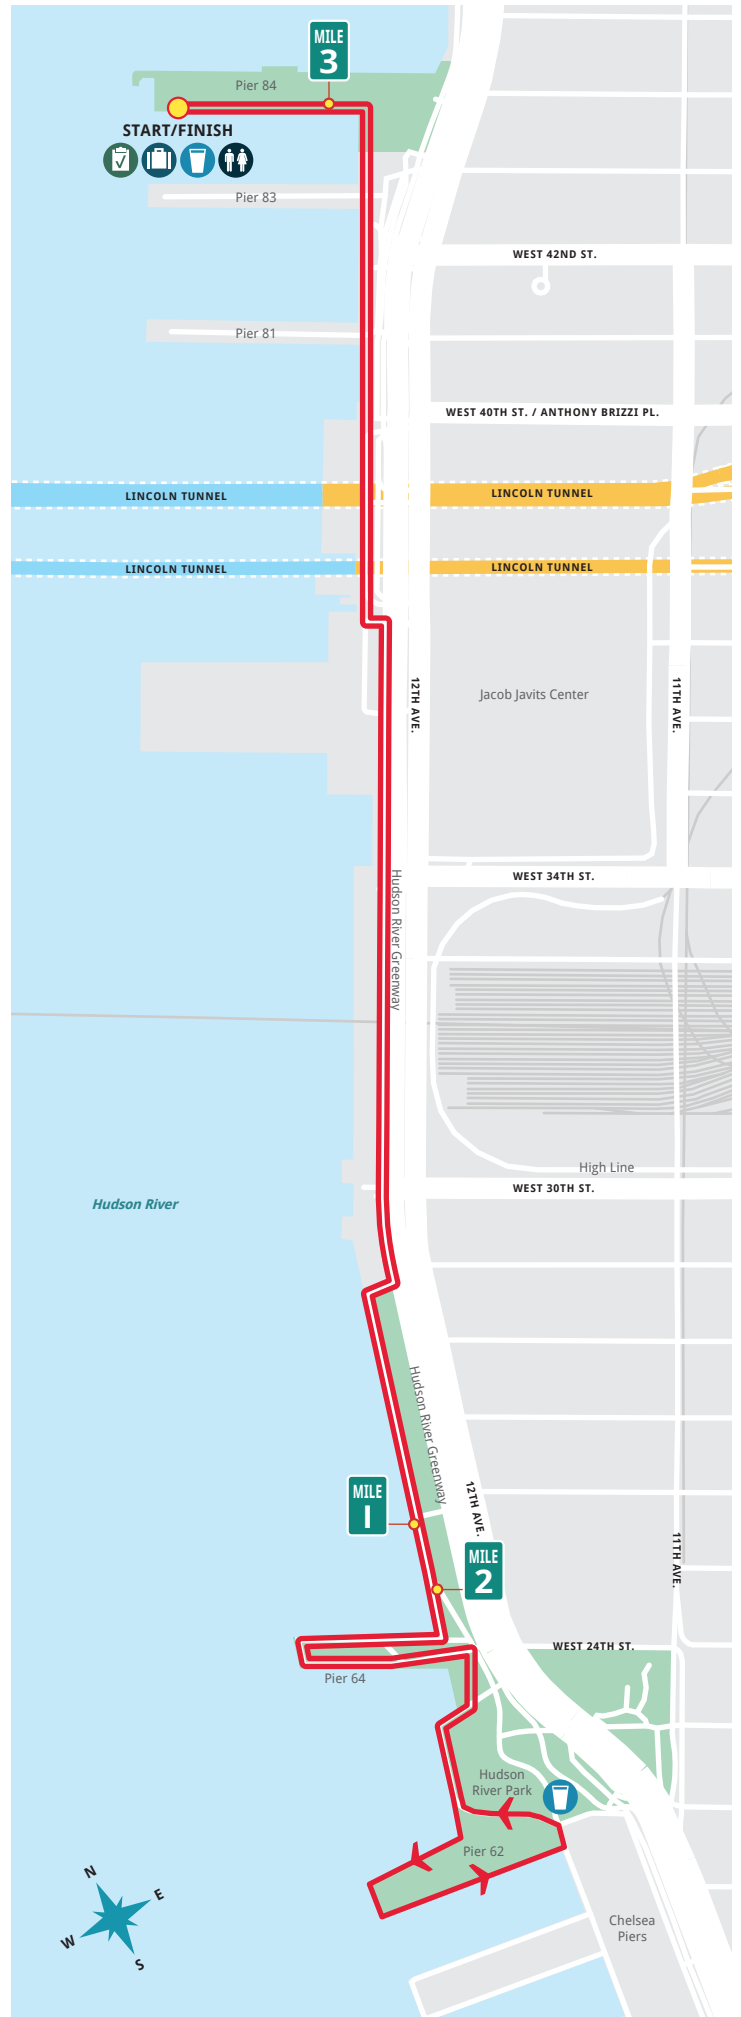 MILE
3
Pier 84
START/FINISH
Pier 83
WEST 42ND ST.
Pier 81
WEST 40TH ST. / ANTHONY BRIZZI PL.
LINCOLN TUNNEL
LINCOLN TUNNEL
LINCOLN TUNNEL
LINCOLN TUNNEL
12TH AVE.
Jacob Javits Center
11TH AVE.
WEST 34TH ST.
Hudson River Greenway
High Line
WEST 30TH ST.
Hudson River
Hudson River Greenway
MILE
1
12TH AVE.
11TH AVE.
MILE
2
WEST 24TH ST.
Pier 64
Hudson
River Park
Pier 62
N
E
W
S
Chelsea
Piers